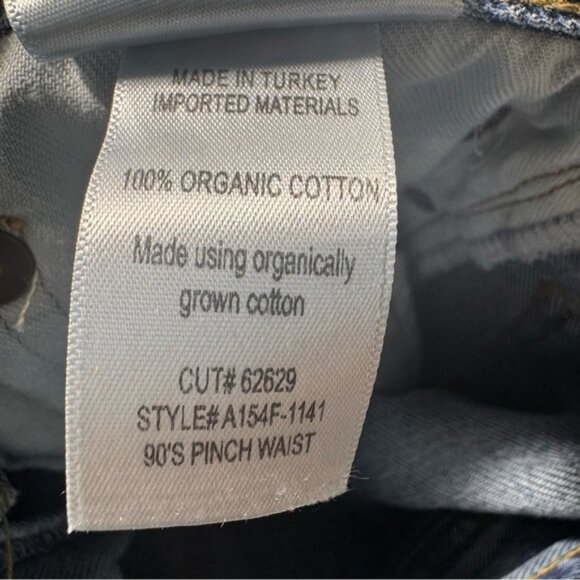 MADE IN TURKEY
IMPORTED MATERIALS
100% ORGANIC COTTON
Made using organically
grown cotton
CUT# 62629
STYLE# A154F-1141
90'S PINCH WAIST